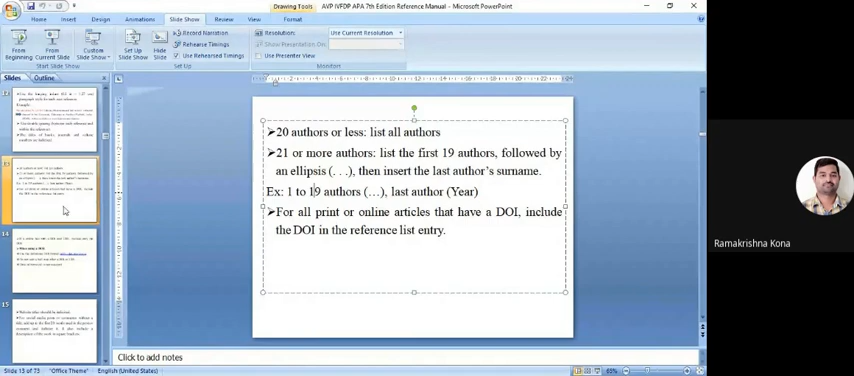 Drawing Tools
AVP IVFDP APA 7th Edition Reference Manual - Microsoft PowerPoint
Home Insert Design Animations Slide Show Review View Format
From Beginning
From Current Slide
Custom Slide Show
Set Up Slide Show
Hide Slide
Record Narration
Rehearse Timings
Use Rehearsed Timings
Resolution: Use Current Resolution
Show Presentation On:
Use Presenter View
Start Slide Show
Set Up
Monitors
Slides Outline
13
14
15
➢20 authors or less: list all authors
➢21 or more authors: list the first 19 authors, followed by
an ellipsis (. . .), then insert the last author's surname.
Ex: 1 to 19 authors (…), last author (Year)
➢For all print or online articles that have a DOI, include
the DOI in the reference list entry.
Click to add notes
Slide 13 of 73 "Office Theme" English (United States) 68%
Ramakrishna Kona